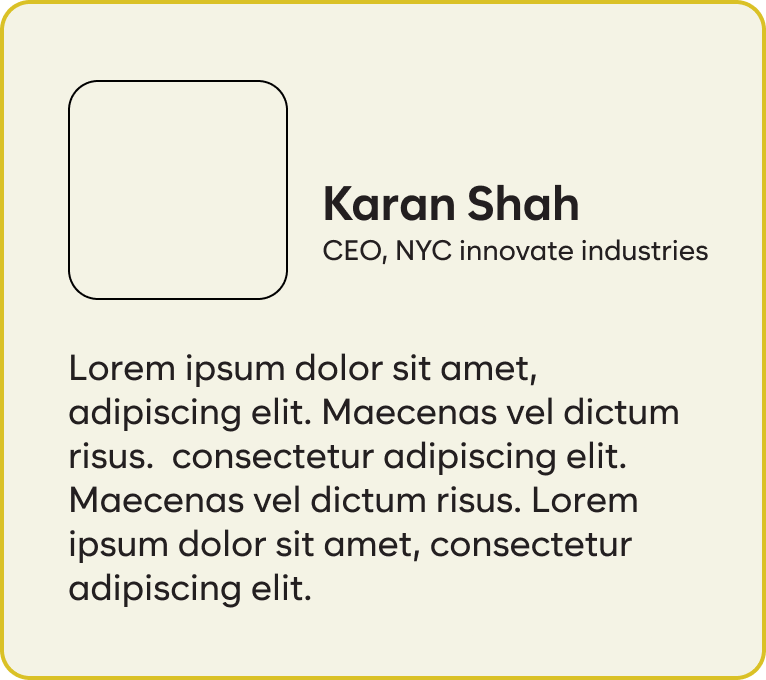 Karan Shah
CEO, NYC innovate industries
Lorem ipsum dolor sit amet,
adipiscing elit. Maecenas vel dictum
risus.  consectetur adipiscing elit.
Maecenas vel dictum risus. Lorem
ipsum dolor sit amet, consectetur
adipiscing elit.